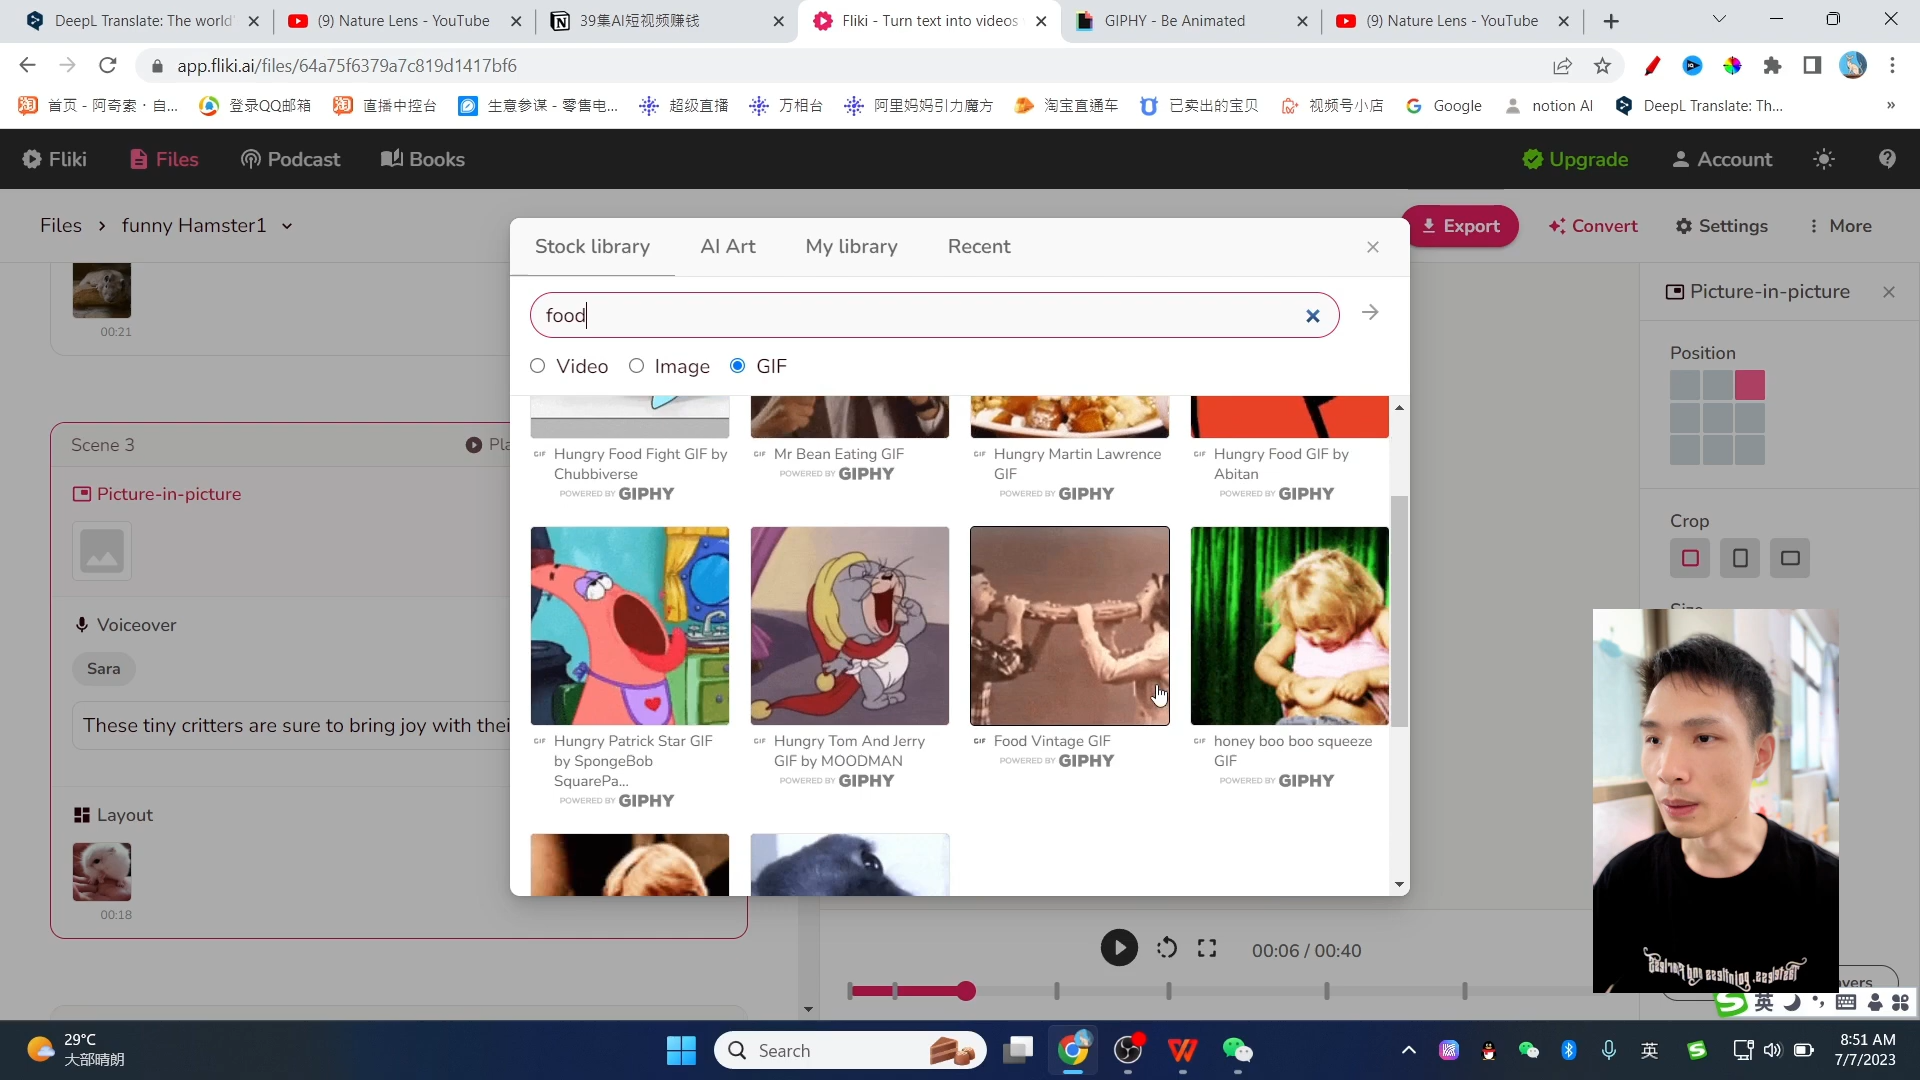 DeepL Translate: The world'
(9) Nature Lens - YouTube
39集AI短视频赚钱
Fliki - Turn text into videos
GIPHY - Be Animated
(9) Nature Lens - YouTube
app.fliki.ai/files/64a75f6379a7c819d1417bf6
首页 - 阿奇索 · 自...
登录QQ邮箱
直播中控台
生意参谋 - 零售电...
超级直播
万相台
阿里妈妈引力魔方
淘宝直通车
已卖出的宝贝
视频号小店
Google
notion AI
DeepL Translate: Th...
»
Fliki
Files
Podcast
Books
Upgrade
Account
Files › funny Hamster1
Export
Convert
Settings
More
Stock library
AI Art
My library
Recent
food
Video
Image
GIF
00:21
Scene 3
Pla
Picture-in-picture
Voiceover
Sara
These tiny critters are sure to bring joy with thei
Layout
00:18
GIF Hungry Food Fight GIF by
Chubbiverse
POWERED BY GIPHY
GIF Mr Bean Eating GIF
POWERED BY GIPHY
GIF Hungry Martin Lawrence
GIF
POWERED BY GIPHY
GIF Hungry Food GIF by
Abitan
POWERED BY GIPHY
GIF Hungry Patrick Star GIF
by SpongeBob
SquarePa...
POWERED BY GIPHY
GIF Hungry Tom And Jerry
GIF by MOODMAN
POWERED BY GIPHY
GIF Food Vintage GIF
POWERED BY GIPHY
GIF honey boo boo squeeze
GIF
POWERED BY GIPHY
Picture-in-picture
Position
Crop
00:06 / 00:40
英
29°C
大部晴朗
Search
英
8:51 AM
7/7/2023